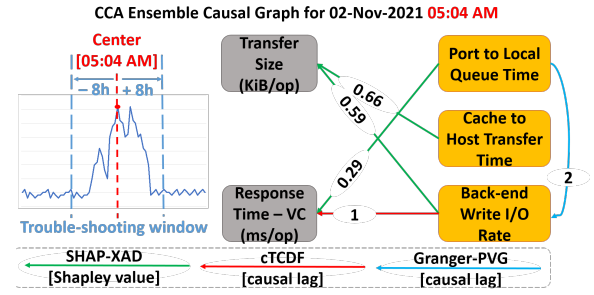 CCA Ensemble Causal Graph for 02-Nov-2021 05:04 AM
Center
[05:04 AM]
– 8h
+ 8h
Trouble-shooting window
Transfer
Size
(KiB/op)
Response
Time – VC
(ms/op)
0.66
0.59
0.29
1
Port to Local
Queue Time
Cache to
Host Transfer
Time
Back-end
Write I/O
Rate
2
SHAP-XAD
[Shapley value]
cTCDF
[causal lag]
Granger-PVG
[causal lag]